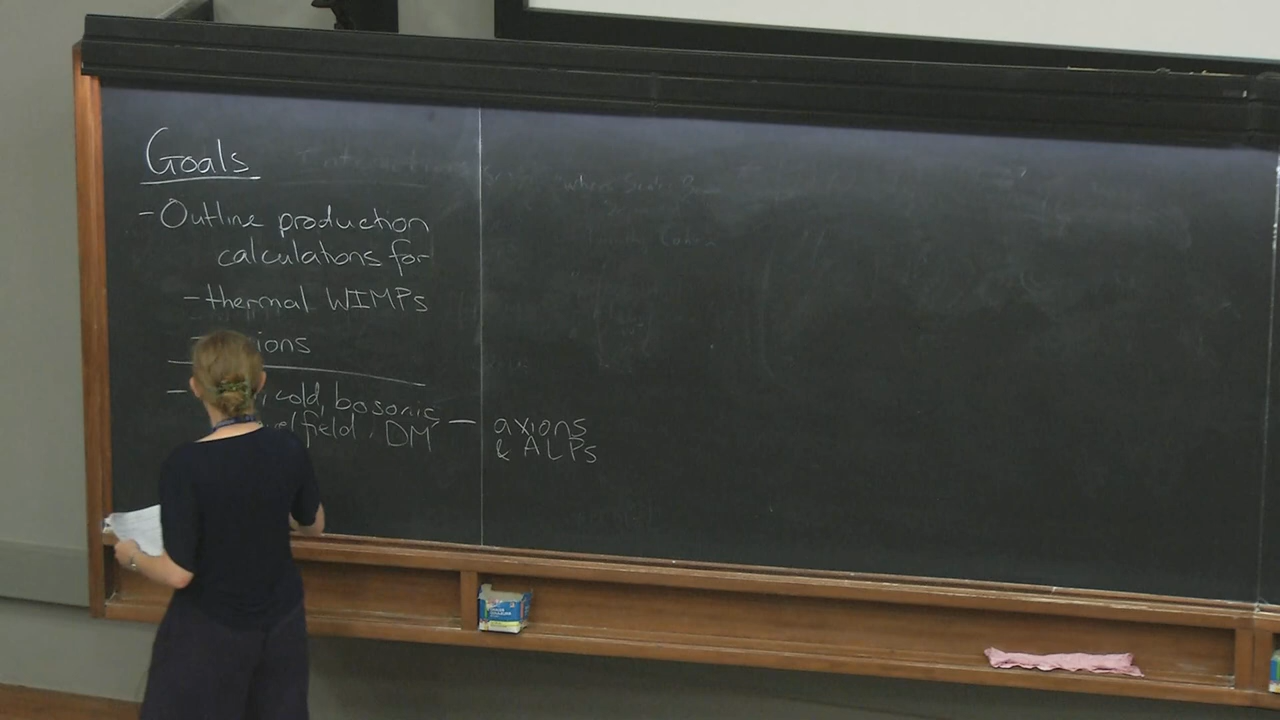 Goals
- Outline production
calculations for
- thermal WIMPs
ions
- , cold, bosonic
field, DM — axions
& ALPs